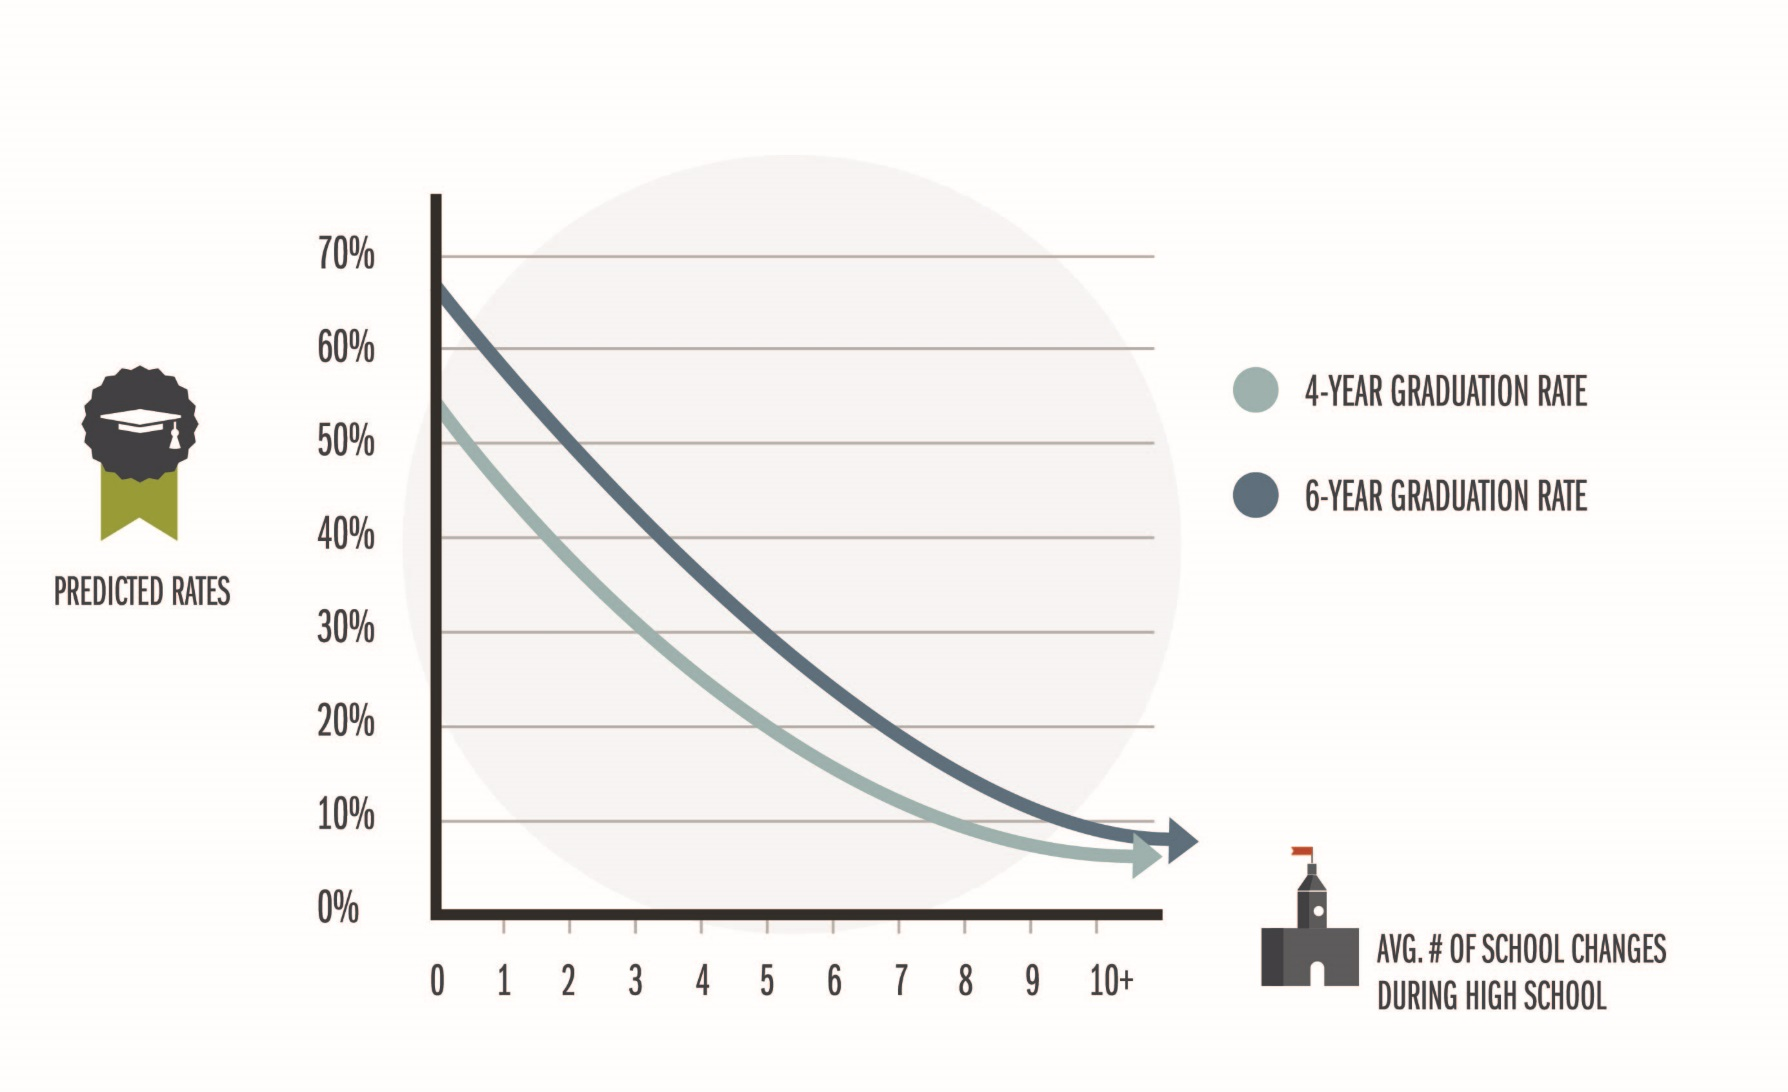 70%
60%
50%
40%
30%
20%
10%
0%
0 1 2 3 4 5 6 7 8 9 10+
PREDICTED RATES
4-YEAR GRADUATION RATE
6-YEAR GRADUATION RATE
AVG. # OF SCHOOL CHANGES
DURING HIGH SCHOOL